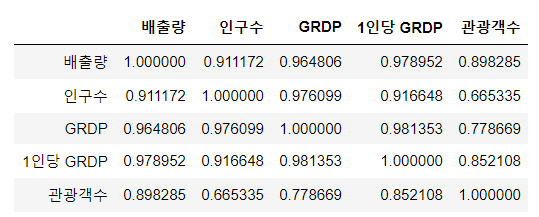 배출량 인구수 GRDP 1인당 GRDP 관광객수
배출량 1.000000 0.911172 0.964806 0.978952 0.898285
인구수 0.911172 1.000000 0.976099 0.916648 0.665335
GRDP 0.964806 0.976099 1.000000 0.981353 0.778669
1인당 GRDP 0.978952 0.916648 0.981353 1.000000 0.852108
관광객수 0.898285 0.665335 0.778669 0.852108 1.000000